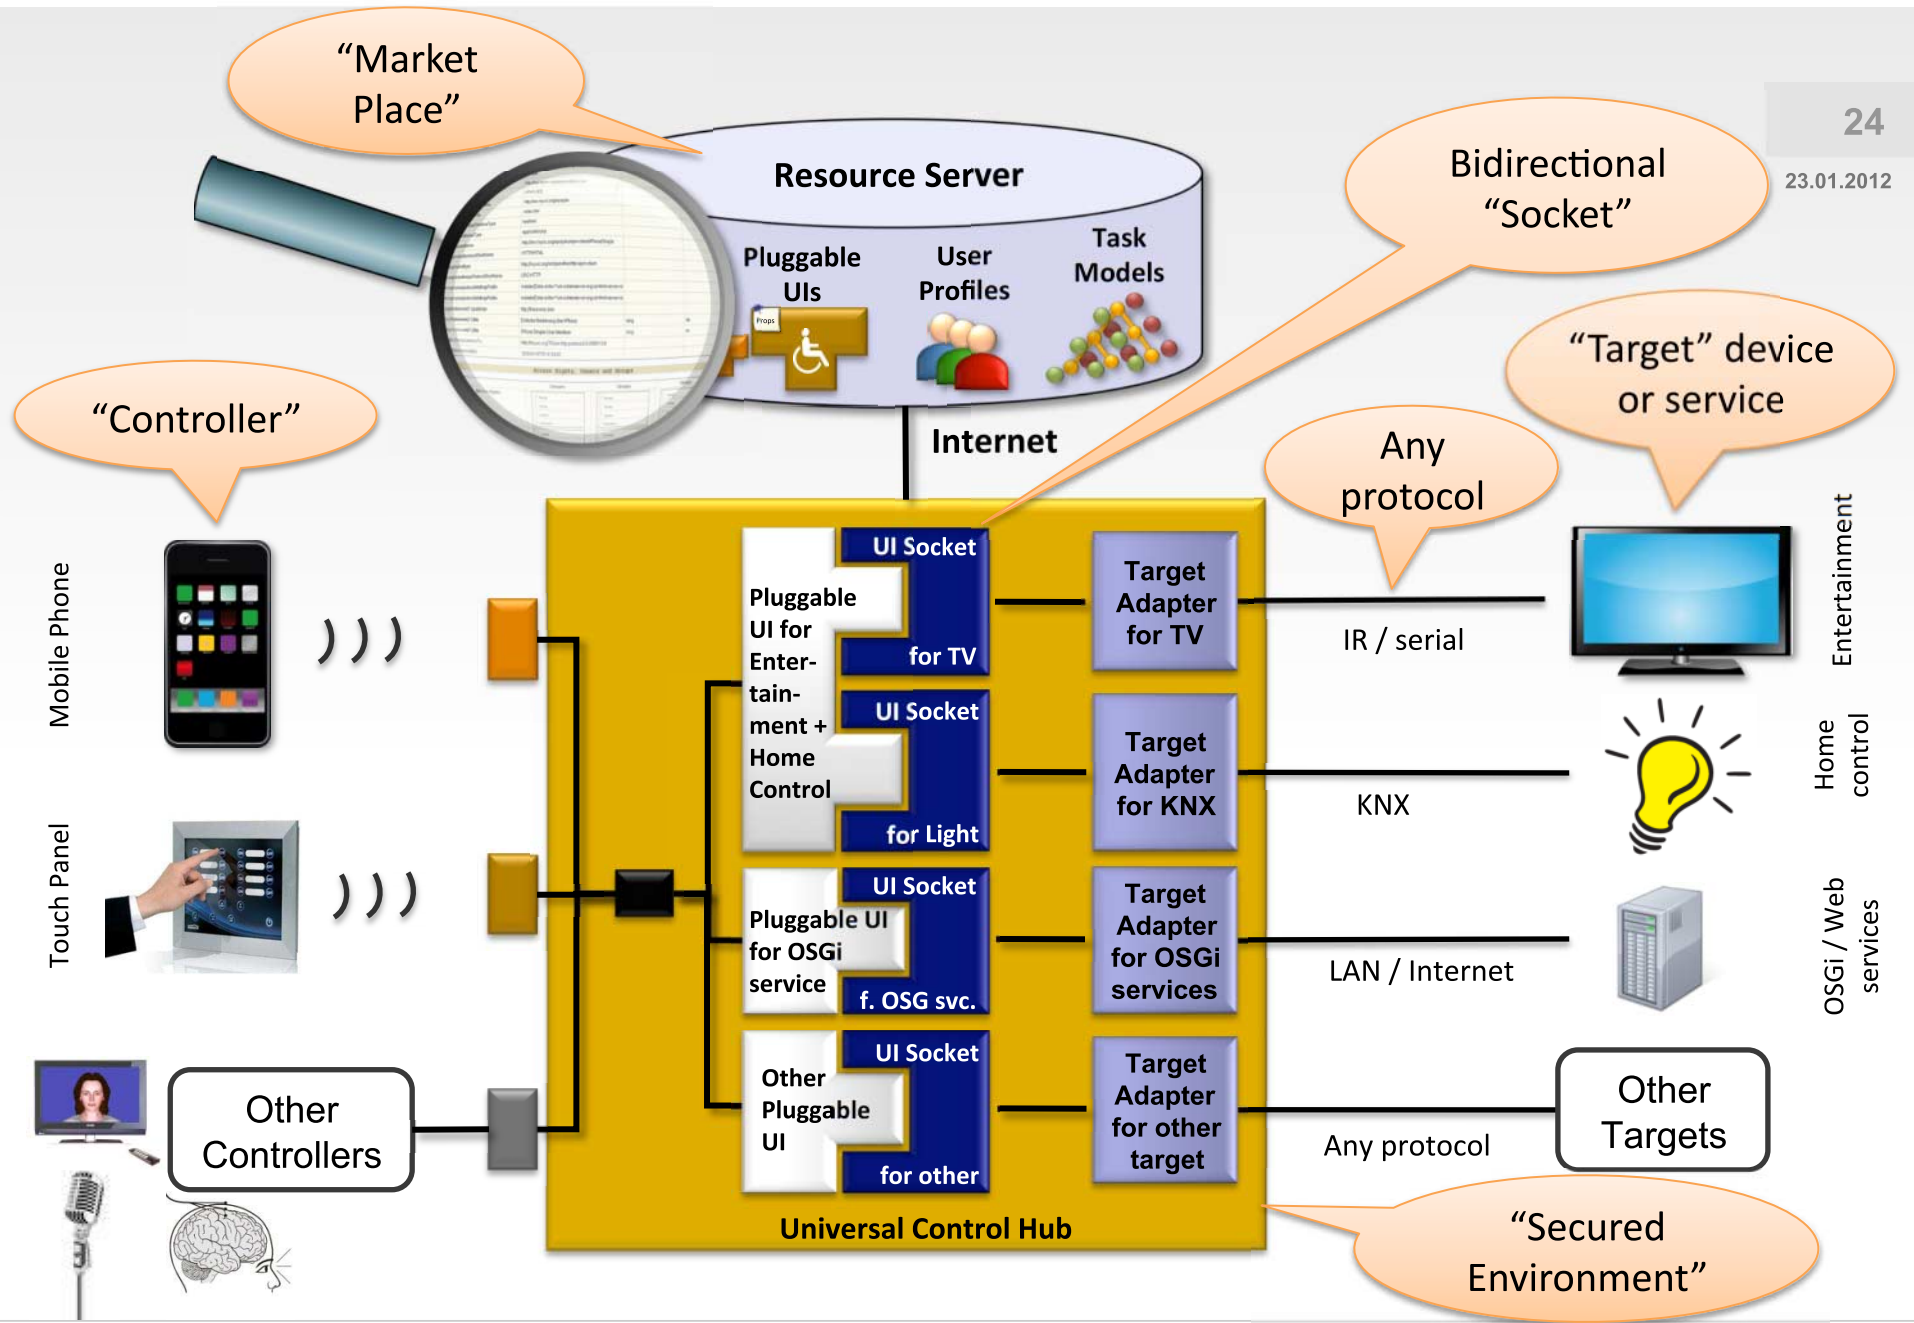 “Market
Place”
24
23.01.2012
Resource Server
Bidirectional
“Socket”
Pluggable
UIs
Props
User
Profiles
Task
Models
“Target” device
or service
“Controller”
Internet
Any
protocol
Mobile Phone
Touch Panel
Other
Controllers
Pluggable
UI for
Enter-
tain-
ment +
Home
Control
UI Socket
for TV
UI Socket
for Light
Pluggable UI
for OSGi
service
UI Socket
f. OSG svc.
Other
Pluggable
UI
UI Socket
for other
Target
Adapter
for TV
Target
Adapter
for KNX
Target
Adapter
for OSGi
services
Target
Adapter
for other
target
IR / serial
KNX
LAN / Internet
Any protocol
Entertainment
Home
control
OSGi / Web
services
Other
Targets
Universal Control Hub
“Secured
Environment”